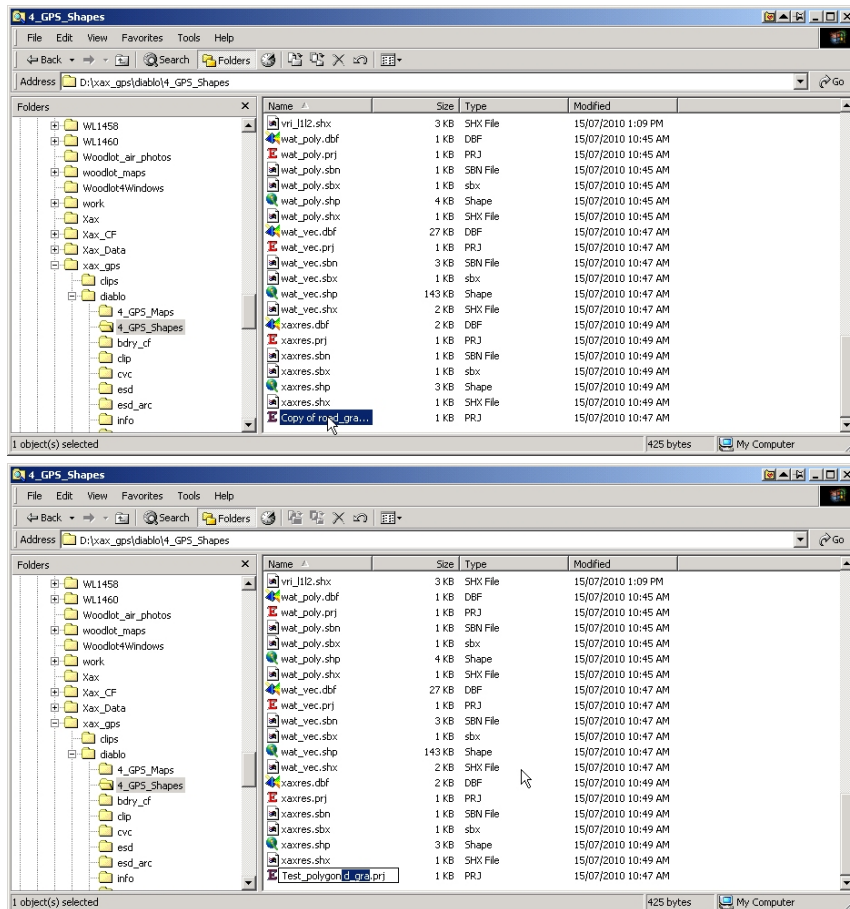 4_GPS_Shapes
File Edit View Favorites Tools Help
Back Search Folders
Address D:\xax_gps\diablo\4_GPS_Shapes Go
Folders
WL1458
WL1460
Woodlot_air_photos
woodlot_maps
Woodlot4Windows
work
Xax
Xax_CF
Xax_Data
xax_gps
clips
diablo
4_GPS_Maps
4_GPS_Shapes
bdry_cf
clip
cvc
esd
esd_arc
info
Name Size Type Modified
vri_l1l2.shx 3 KB SHX File 15/07/2010 1:09 PM
wat_poly.dbf 1 KB DBF 15/07/2010 10:45 AM
wat_poly.prj 1 KB PRJ 15/07/2010 10:45 AM
wat_poly.sbn 1 KB SBN File 15/07/2010 10:45 AM
wat_poly.sbx 1 KB sbx 15/07/2010 10:45 AM
wat_poly.shp 4 KB Shape 15/07/2010 10:45 AM
wat_poly.shx 1 KB SHX File 15/07/2010 10:45 AM
wat_vec.dbf 27 KB DBF 15/07/2010 10:47 AM
wat_vec.prj 1 KB PRJ 15/07/2010 10:47 AM
wat_vec.sbn 3 KB SBN File 15/07/2010 10:47 AM
wat_vec.sbx 1 KB sbx 15/07/2010 10:47 AM
wat_vec.shp 143 KB Shape 15/07/2010 10:47 AM
wat_vec.shx 2 KB SHX File 15/07/2010 10:47 AM
xaxres.dbf 2 KB DBF 15/07/2010 10:49 AM
xaxres.prj 1 KB PRJ 15/07/2010 10:49 AM
xaxres.sbn 1 KB SBN File 15/07/2010 10:49 AM
xaxres.sbx 1 KB sbx 15/07/2010 10:49 AM
xaxres.shp 3 KB Shape 15/07/2010 10:49 AM
xaxres.shx 1 KB SHX File 15/07/2010 10:49 AM
Copy of road_gra... 1 KB PRJ 15/07/2010 10:47 AM
1 object(s) selected 425 bytes My Computer
4_GPS_Shapes
File Edit View Favorites Tools Help
Back Search Folders
Address D:\xax_gps\diablo\4_GPS_Shapes Go
Folders
WL1458
WL1460
Woodlot_air_photos
woodlot_maps
Woodlot4Windows
work
Xax
Xax_CF
Xax_Data
xax_gps
clips
diablo
4_GPS_Maps
4_GPS_Shapes
bdry_cf
clip
cvc
esd
esd_arc
info
Name Size Type Modified
vri_l1l2.shx 3 KB SHX File 15/07/2010 1:09 PM
wat_poly.dbf 1 KB DBF 15/07/2010 10:45 AM
wat_poly.prj 1 KB PRJ 15/07/2010 10:45 AM
wat_poly.sbn 1 KB SBN File 15/07/2010 10:45 AM
wat_poly.sbx 1 KB sbx 15/07/2010 10:45 AM
wat_poly.shp 4 KB Shape 15/07/2010 10:45 AM
wat_poly.shx 1 KB SHX File 15/07/2010 10:45 AM
wat_vec.dbf 27 KB DBF 15/07/2010 10:47 AM
wat_vec.prj 1 KB PRJ 15/07/2010 10:47 AM
wat_vec.sbn 3 KB SBN File 15/07/2010 10:47 AM
wat_vec.sbx 1 KB sbx 15/07/2010 10:47 AM
wat_vec.shp 143 KB Shape 15/07/2010 10:47 AM
wat_vec.shx 2 KB SHX File 15/07/2010 10:47 AM
xaxres.dbf 2 KB DBF 15/07/2010 10:49 AM
xaxres.prj 1 KB PRJ 15/07/2010 10:49 AM
xaxres.sbn 1 KB SBN File 15/07/2010 10:49 AM
xaxres.sbx 1 KB sbx 15/07/2010 10:49 AM
xaxres.shp 3 KB Shape 15/07/2010 10:49 AM
xaxres.shx 1 KB SHX File 15/07/2010 10:49 AM
Test_polygon d_gra.prj 1 KB PRJ 15/07/2010 10:47 AM
1 object(s) selected 425 bytes My Computer